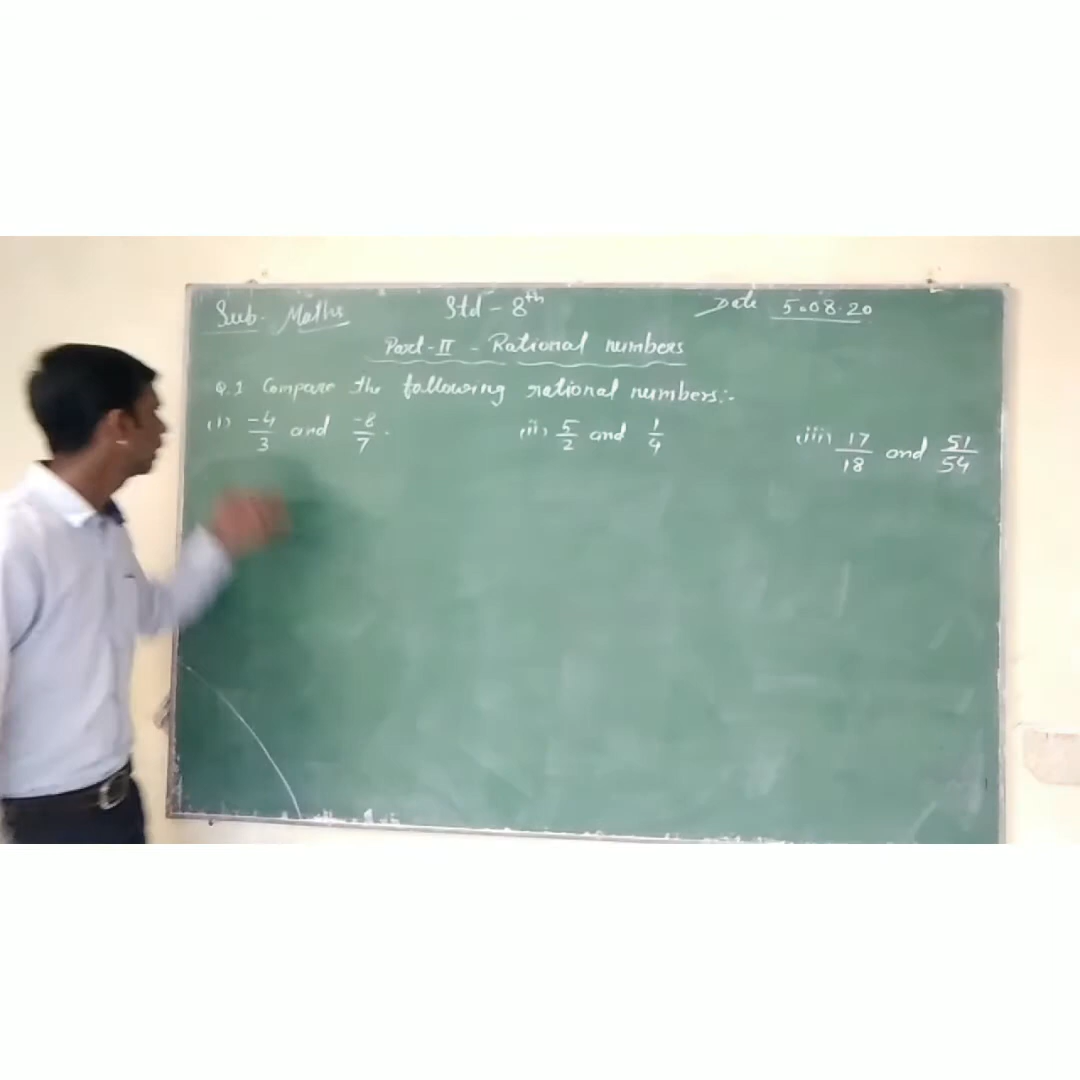 Sub- Maths Std - 8th Date 5.08.20
Part-II - Rational numbers
Q.1 Compare the following rational numbers:-
(i) -4/3 and -8/7. (ii) 5/2 and 1/4 (iii) 17/18 and 51/54